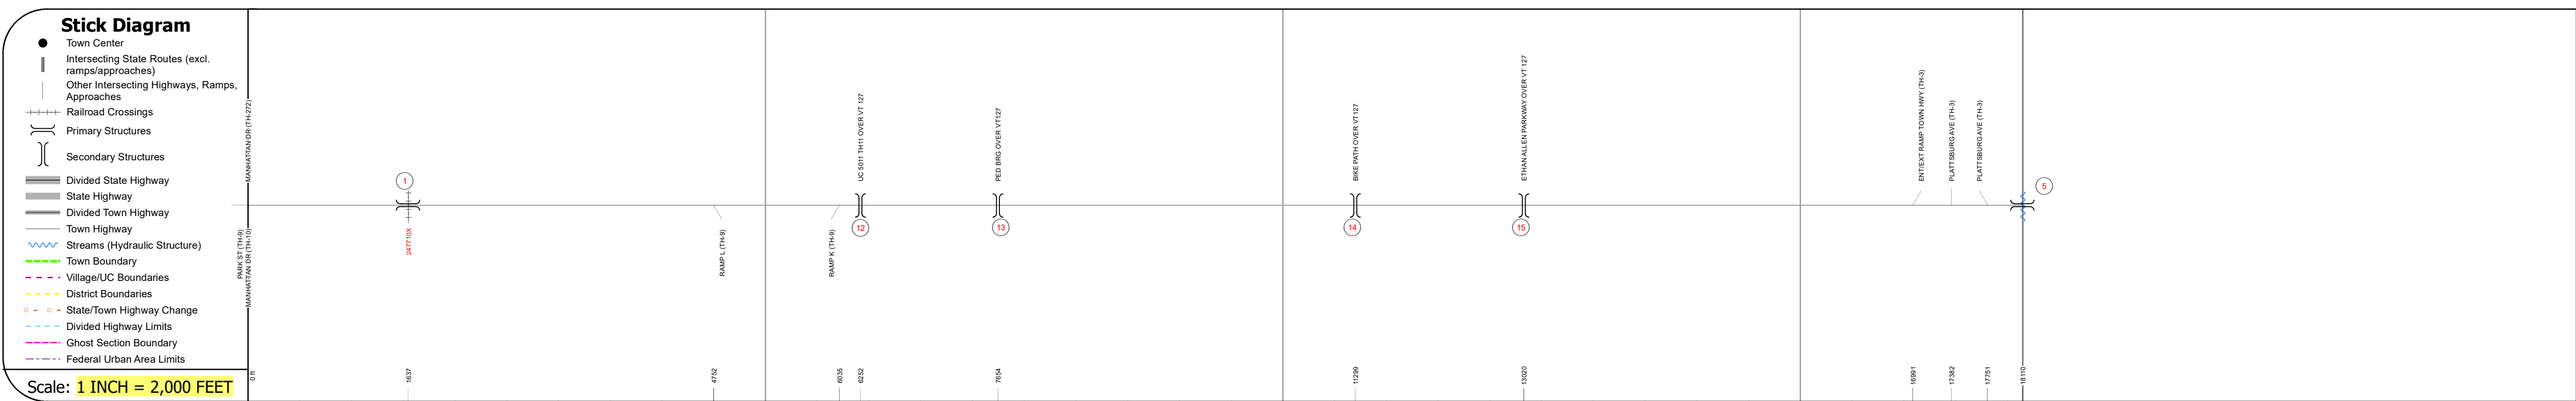 Stick Diagram
Town Center
Intersecting State Routes (excl.
ramps/approaches)
Other Intersecting Highways, Ramps,
Approaches
Railroad Crossings
Primary Structures
Secondary Structures
Divided State Highway
State Highway
Divided Town Highway
Town Highway
Streams (Hydraulic Structure)
Town Boundary
Village/UC Boundaries
District Boundaries
State/Town Highway Change
Divided Highway Limits
Ghost Section Boundary
Federal Urban Area Limits
Scale: 1 INCH = 2,000 FEET
MANHATTAN DR (TH-272)
PARK ST (TH-9)
MANHATTAN DR (TH-10)
1
247710X
RAMP L (TH-9)
RAMP K (TH-9)
UC 5011 TH11 OVER VT 127
12
PED BRG OVER VT127
13
BIKE PATH OVER VT127
14
ETHAN ALLEN PARKWAY OVER VT 127
15
ENT/EXT RAMP TOWN HWY (TH-3)
PLATTSBURG AVE (TH-3)
PLATTSBURG AVE (TH-3)
5
0 ft
1637
4752
6035
6252
7654
11299
13020
16991
17382
17751
18110